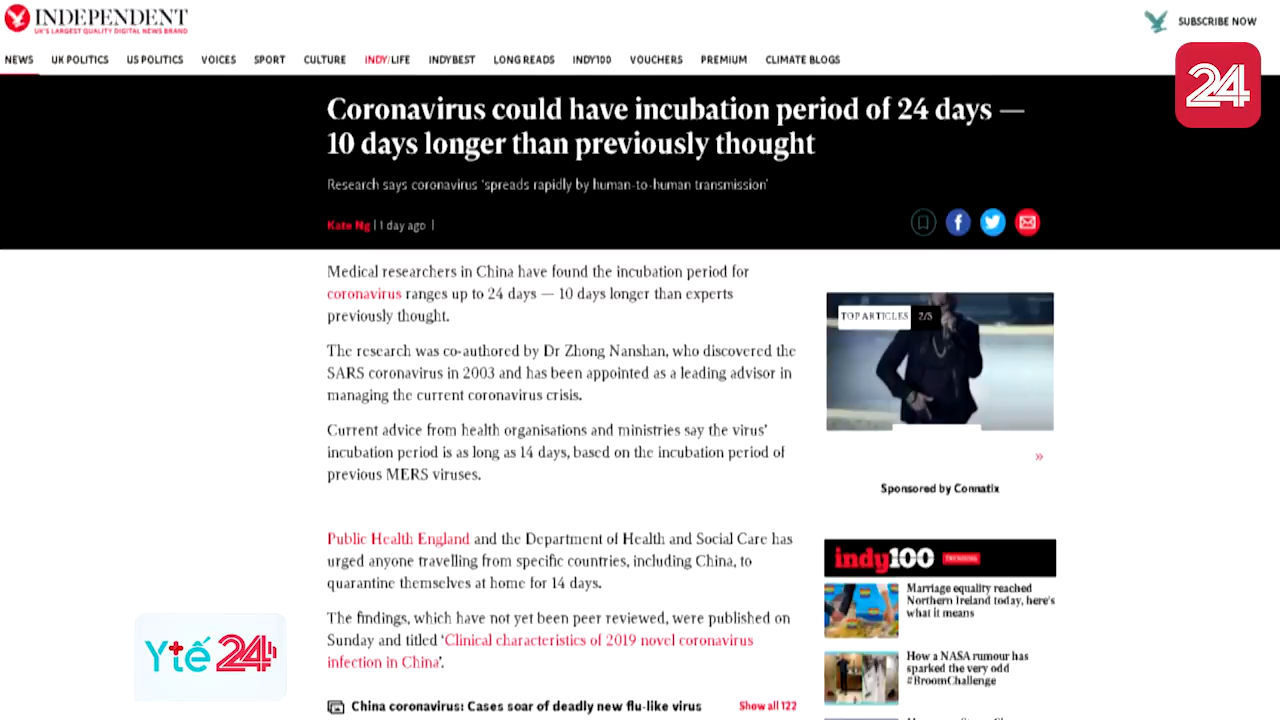 INDEPENDENT
UK'S LARGEST QUALITY DIGITAL NEWS BRAND
SUBSCRIBE NOW
NEWS UK POLITICS US POLITICS VOICES SPORT CULTURE INDY/LIFE INDYBEST LONG READS INDY100 VOUCHERS PREMIUM CLIMATE BLOGS
24
Coronavirus could have incubation period of 24 days —
10 days longer than previously thought
Research says coronavirus 'spreads rapidly by human-to-human transmission'
Kate Ng | 1 day ago |
Medical researchers in China have found the incubation period for
coronavirus ranges up to 24 days — 10 days longer than experts
previously thought.
The research was co-authored by Dr Zhong Nanshan, who discovered the
SARS coronavirus in 2003 and has been appointed as a leading advisor in
managing the current coronavirus crisis.
Current advice from health organisations and ministries say the virus'
incubation period is as long as 14 days, based on the incubation period of
previous MERS viruses.
Public Health England and the Department of Health and Social Care has
urged anyone travelling from specific countries, including China, to
quarantine themselves at home for 14 days.
The findings, which have not yet been peer reviewed, were published on
Sunday and titled 'Clinical characteristics of 2019 novel coronavirus
infection in China'.
China coronavirus: Cases soar of deadly new flu-like virus Show all 122
TOP ARTICLES 2/5
»
Sponsored by Connatix
indy100 TRENDING
Marriage equality reached
Northern Ireland today, here's
what it means
How a NASA rumour has
sparked the very odd
#BroomChallenge
Ytế 24h